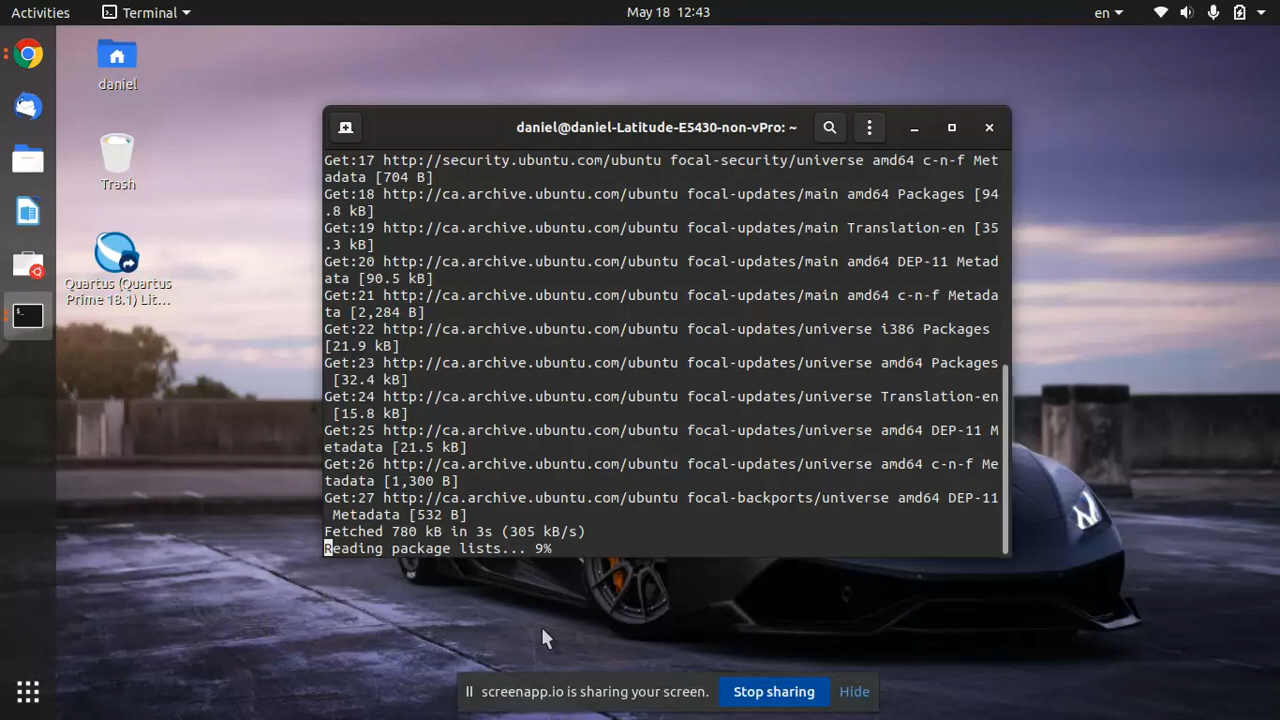 Activities
Terminal
May 18 12:43
en
daniel
Trash
Quartus (Quartus
Prime 18.1) Lit...
daniel@daniel-Latitude-E5430-non-vPro: ~
Get:17 http://security.ubuntu.com/ubuntu focal-security/universe amd64 c-n-f Met
adata [704 B]
Get:18 http://ca.archive.ubuntu.com/ubuntu focal-updates/main amd64 Packages [94
.8 kB]
Get:19 http://ca.archive.ubuntu.com/ubuntu focal-updates/main Translation-en [35
.3 kB]
Get:20 http://ca.archive.ubuntu.com/ubuntu focal-updates/main amd64 DEP-11 Metad
ata [90.5 kB]
Get:21 http://ca.archive.ubuntu.com/ubuntu focal-updates/main amd64 c-n-f Metada
ta [2,284 B]
Get:22 http://ca.archive.ubuntu.com/ubuntu focal-updates/universe i386 Packages
[21.9 kB]
Get:23 http://ca.archive.ubuntu.com/ubuntu focal-updates/universe amd64 Packages
[32.4 kB]
Get:24 http://ca.archive.ubuntu.com/ubuntu focal-updates/universe Translation-en
[15.8 kB]
Get:25 http://ca.archive.ubuntu.com/ubuntu focal-updates/universe amd64 DEP-11 M
etadata [21.5 kB]
Get:26 http://ca.archive.ubuntu.com/ubuntu focal-updates/universe amd64 c-n-f Me
tadata [1,300 B]
Get:27 http://ca.archive.ubuntu.com/ubuntu focal-backports/universe amd64 DEP-11
Metadata [532 B]
Fetched 780 kB in 3s (305 kB/s)
Reading package lists... 9%
screenapp.io is sharing your screen.
Stop sharing
Hide